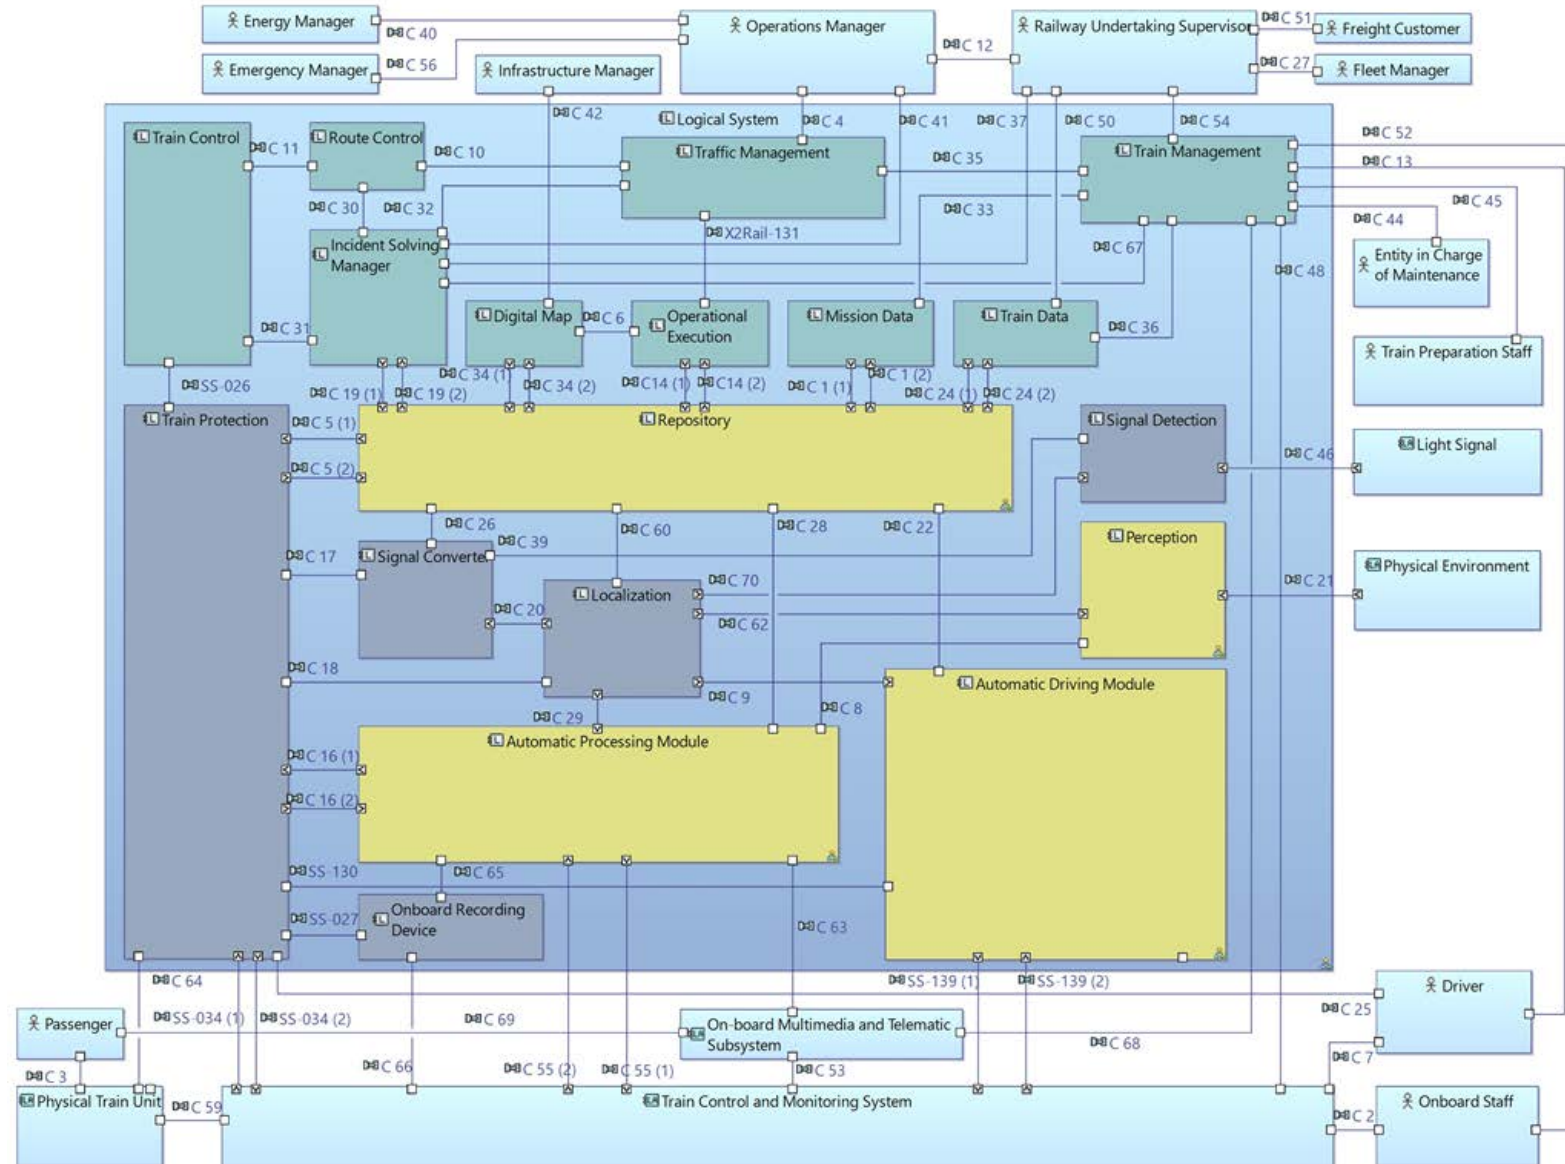 Energy Manager
C 40
Emergency Manager
C 56
Infrastructure Manager
Operations Manager
C 12
Railway Undertaking Supervisor
C 51
Freight Customer
C 27
Fleet Manager
C 42
Logical System
C 4
C 41
C 37
C 50
C 54
C 52
C 13
C 45
C 44
Train Control
C 11
Route Control
C 10
Traffic Management
C 35
Train Management
C 30
C 32
C 33
X2Rail-131
C 67
C 48
Incident Solving
Manager
Entity in Charge
of Maintenance
C 31
Digital Map
C 6
Operational
Execution
Mission Data
Train Data
C 36
Train Preparation Staff
SS-026
C 19 (1)
C 19 (2)
C 34 (1)
C 34 (2)
C14 (1)
C14 (2)
C 1 (1)
C 1 (2)
C 24 (1)
C 24 (2)
Train Protection
C 5 (1)
C 5 (2)
Repository
Signal Detection
C 46
Light Signal
C 26
C 39
C 60
C 28
C 22
Perception
C 17
Signal Converter
C 70
C 21
Physical Environment
Localization
C 20
C 62
C 18
C 9
C 8
C 29
Automatic Driving Module
Automatic Processing Module
C 16 (1)
C 16 (2)
SS-130
C 65
SS-027
Onboard Recording
Device
C 63
C 64
SS-139 (1)
SS-139 (2)
Driver
C 25
Passenger
SS-034 (1)
SS-034 (2)
C 69
On-board Multimedia and Telematic
Subsystem
C 68
C 7
C 3
C 66
C 55 (2)
C 55 (1)
C 53
Physical Train Unit
C 59
Train Control and Monitoring System
C 2
Onboard Staff